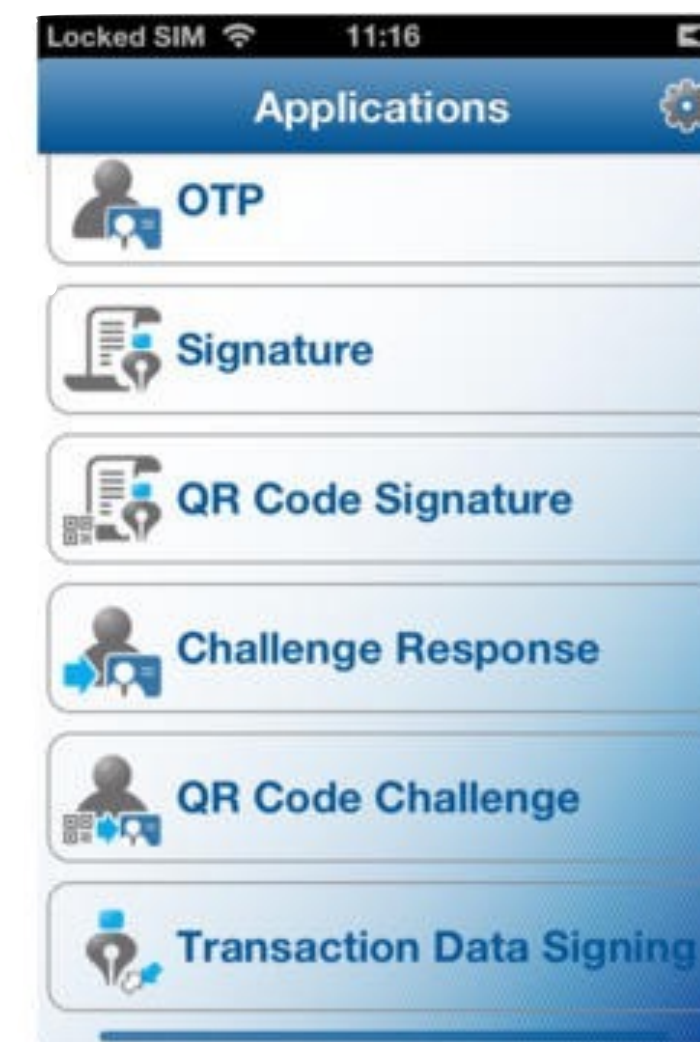 Locked SIM 11:16
Applications
OTP
Signature
QR Code Signature
Challenge Response
QR Code Challenge
Transaction Data Signing